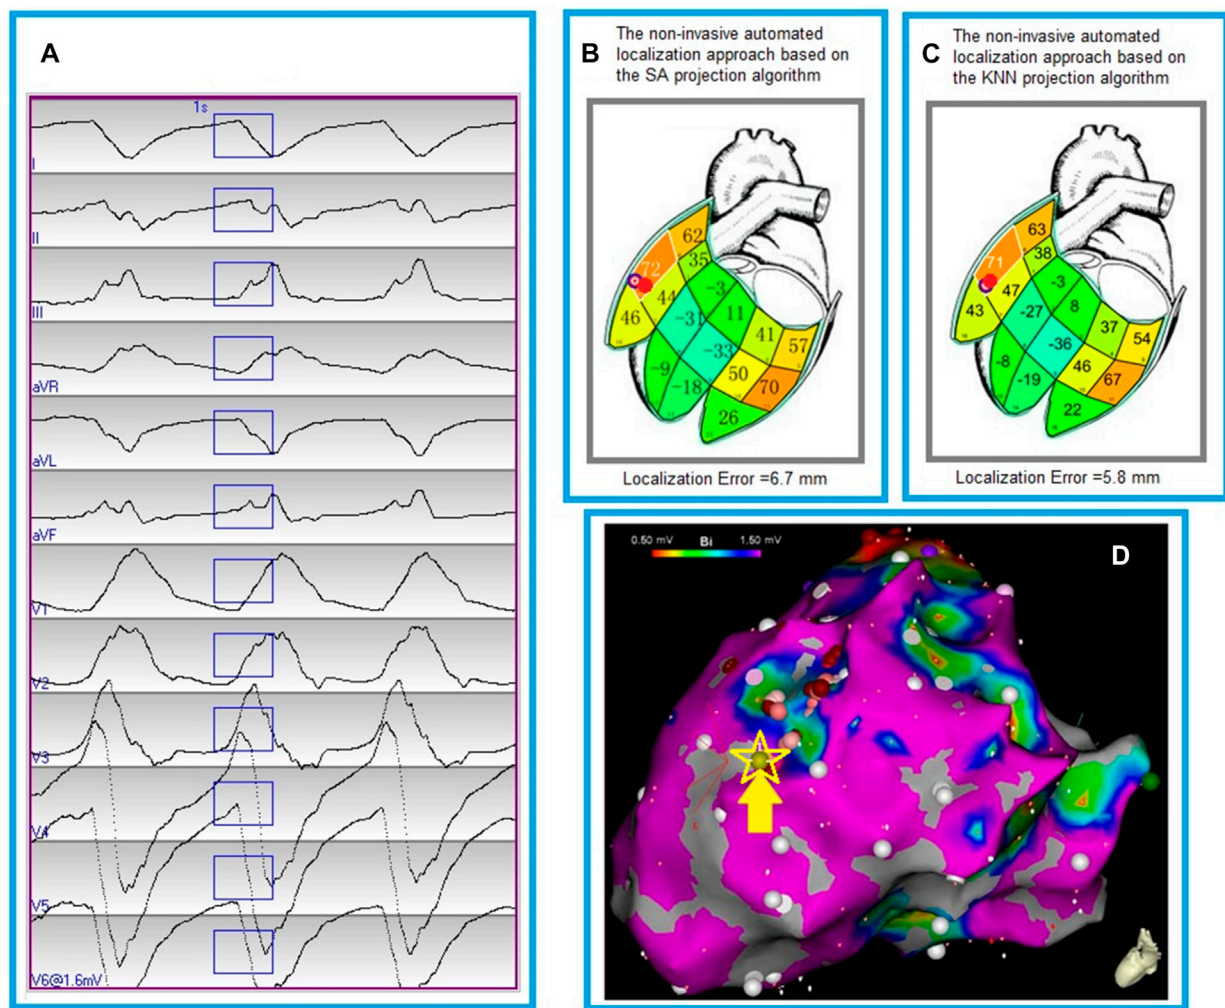 A
1s
I
II
III
aVR
aVL
aVF
V1
V2
V3
V4
V5
V6@1.6mV
B
The non-invasive automated
localization approach based on
the SA projection algorithm
62
72
35
-3
44
46
-31
11
41
57
-33
-9
50
70
-18
26
Localization Error =6.7 mm
C
The non-invasive automated
localization approach based on
the KNN projection algorithm
63
71
38
-3
47
43
-27
8
37
54
-36
-8
46
67
-19
22
Localization Error =5.8 mm
0.50 mV Bi 1.50 mV
D